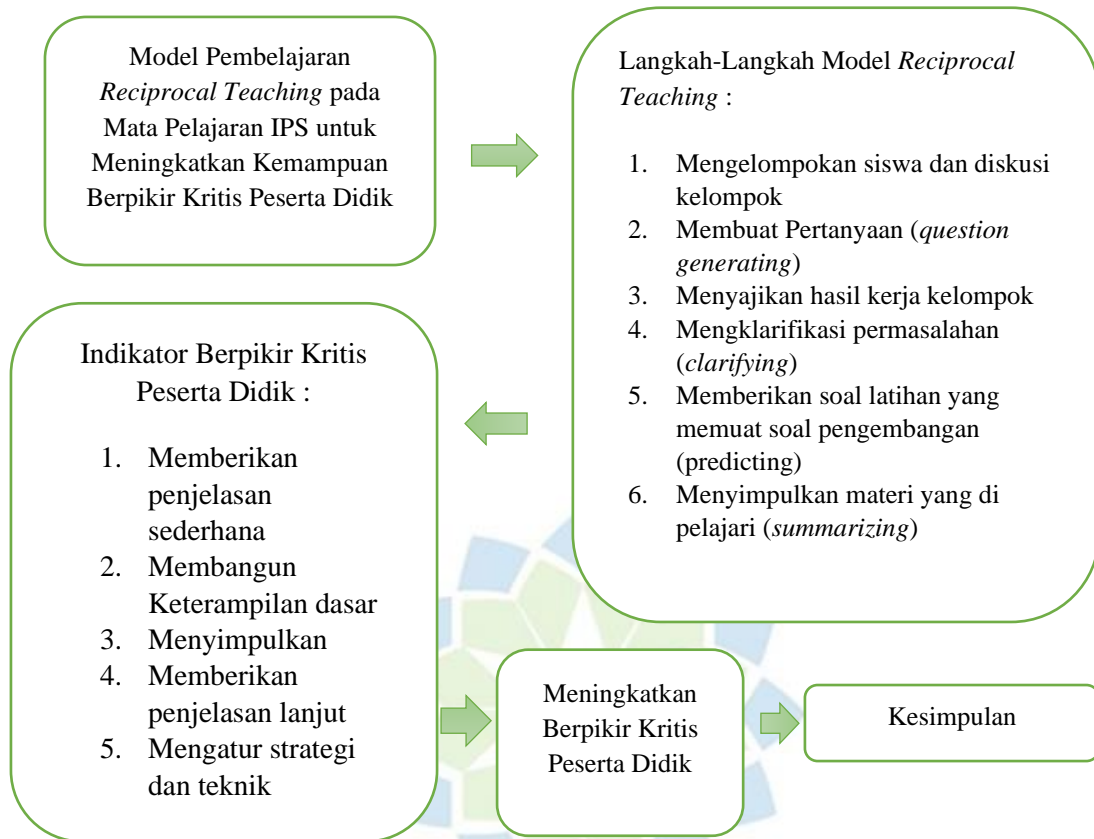 Model Pembelajaran
Reciprocal Teaching pada
Mata Pelajaran IPS untuk
Meningkatkan Kemampuan
Berpikir Kritis Peserta Didik
Langkah-Langkah Model Reciprocal
Teaching :
1. Mengelompokan siswa dan diskusi
kelompok
2. Membuat Pertanyaan (question
generating)
3. Menyajikan hasil kerja kelompok
4. Mengklarifikasi permasalahan
(clarifying)
5. Memberikan soal latihan yang
memuat soal pengembangan
(predicting)
6. Menyimpulkan materi yang di
pelajari (summarizing)
Indikator Berpikir Kritis
Peserta Didik :
1. Memberikan
penjelasan
sederhana
2. Membangun
Keterampilan dasar
3. Menyimpulkan
4. Memberikan
penjelasan lanjut
5. Mengatur strategi
dan teknik
Meningkatkan
Berpikir Kritis
Peserta Didik
Kesimpulan